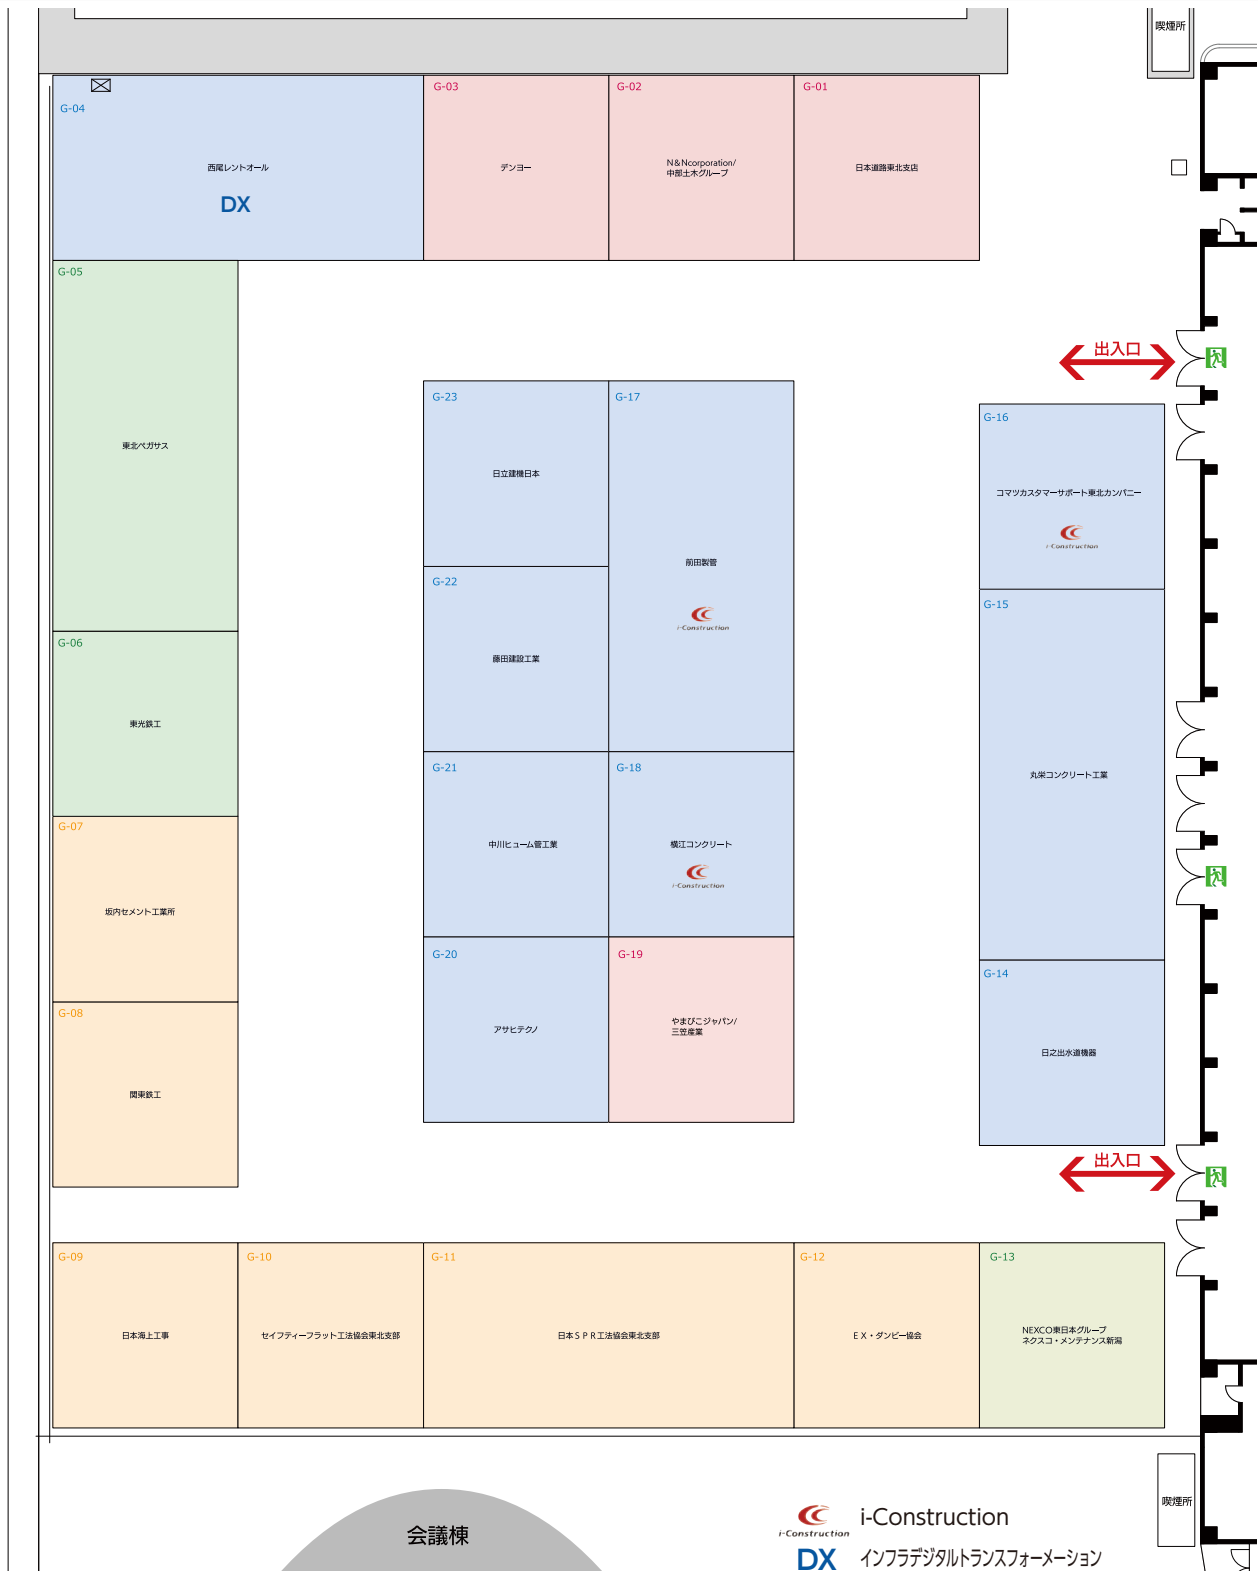 喫煙所
G-04
西尾レントオール
DX
G-03
デンヨー
G-02
N&Ncorporation/
中部土木グループ
G-01
日本道路東北支店
G-05
東北ペガサス
出入口
G-23
日立建機日本
G-17
前田製管
i-Construction
G-16
コマツカスタマーサポート東北カンパニー
i-Construction
G-22
藤田建設工業
G-15
丸栄コンクリート工業
G-06
東光鉄工
G-21
中川ヒューム管工業
G-18
横江コンクリート
i-Construction
G-07
坂内セメント工業所
G-20
アサヒテクノ
G-19
やまびこジャパン/
三笠産業
G-14
日之出水道機器
G-08
関東鉄工
出入口
G-09
日本海上工事
G-10
セイフティーフラット工法協会東北支部
G-11
日本SPR工法協会東北支部
G-12
EX・ダンビー協会
G-13
NEXCO東日本グループ
ネクスコ・メンテナンス新潟
喫煙所
会議棟
i-Construction
i-Construction
DX インフラデジタルトランスフォーメーション